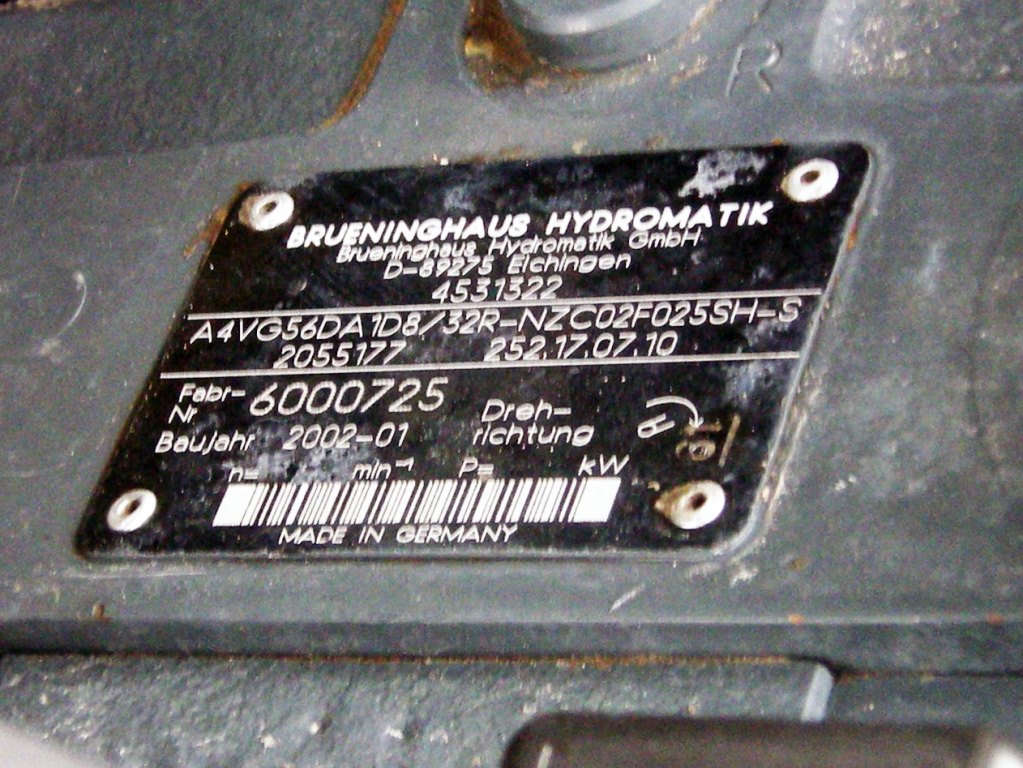 R
BRUENINGHAUS HYDROMATIK
Brueninghaus Hydromatik GmbH
D-89275 Elchingen
4531322
A4VG56DA1D8/32R-NZC02F025SH-S
2055177 252.17.07.10
Fabr-Nr 6000725
Baujahr 2002-01 Dreh-richtung R
n= min⁻¹ P= kW
MADE IN GERMANY